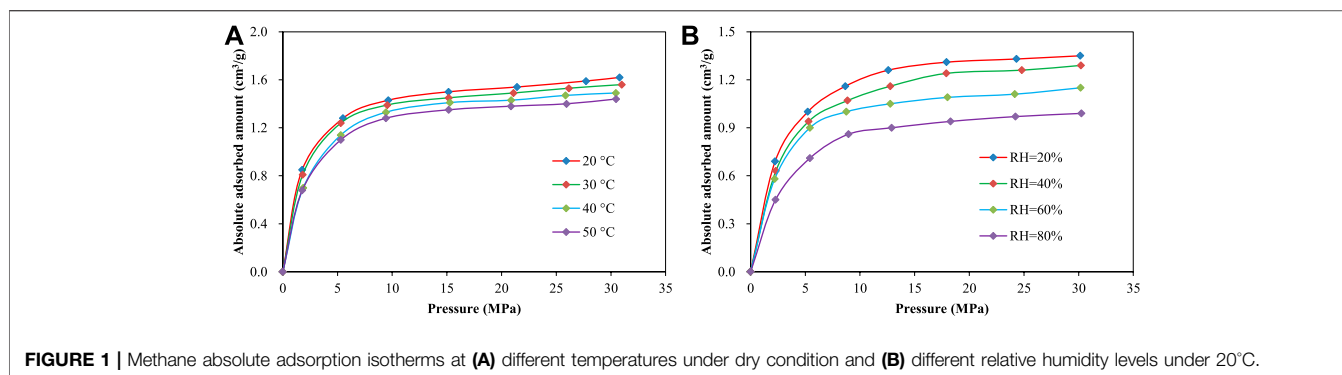 A
Absolute adsorbed amount (cm³/g)
2.0
1.6
1.2
0.8
0.4
0.0
20 °C
30 °C
40 °C
50 °C
0 5 10 15 20 25 30 35
Pressure (MPa)
B
Absolute adsorbed amount (cm³/g)
1.5
1.2
0.9
0.6
0.3
0.0
RH=20%
RH=40%
RH=60%
RH=80%
0 5 10 15 20 25 30 35
Pressure (MPa)
FIGURE 1 | Methane absolute adsorption isotherms at (A) different temperatures under dry condition and (B) different relative humidity levels under 20°C.